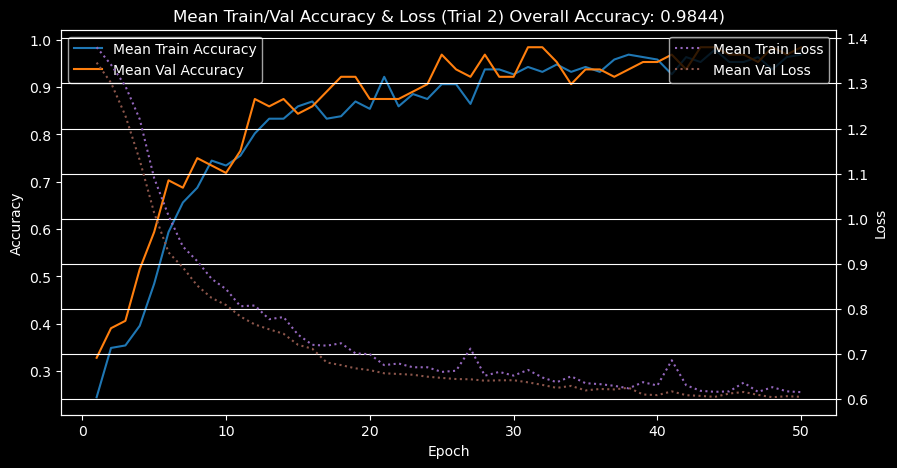 Mean Train/Val Accuracy & Loss (Trial 2) Overall Accuracy: 0.9844)
Mean Train Accuracy
Mean Val Accuracy
Mean Train Loss
Mean Val Loss
Accuracy
1.0
0.9
0.8
0.7
0.6
0.5
0.4
0.3
1.4
1.3
1.2
1.1
1.0
0.9
0.8
0.7
0.6
Loss
0
10
20
30
40
50
Epoch